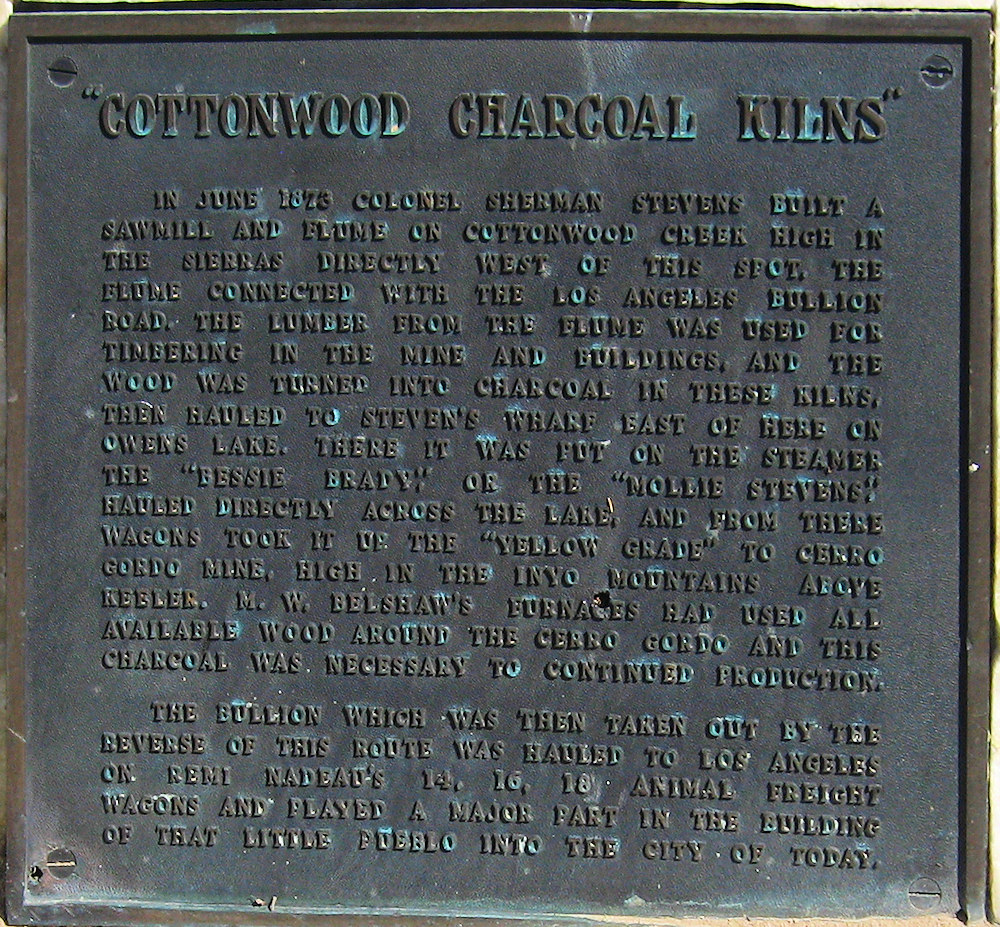 "COTTONWOOD CHARCOAL KILNS"
IN JUNE 1873 COLONEL SHERMAN STEVENS BUILT A
SAWMILL AND FLUME ON COTTONWOOD CREEK HIGH IN
THE SIERRAS DIRECTLY WEST OF THIS SPOT. THE
FLUME CONNECTED WITH THE LOS ANGELES BULLION
ROAD. THE LUMBER FROM THE FLUME WAS USED FOR
TIMBERING IN THE MINE AND BUILDINGS, AND THE
WOOD WAS TURNED INTO CHARCOAL IN THESE KILNS,
THEN HAULED TO STEVEN'S WHARF EAST OF HERE ON
OWENS LAKE. THERE IT WAS PUT ON THE STEAMER
THE "BESSIE BRADY," OR THE "MOLLIE STEVENS,"
HAULED DIRECTLY ACROSS THE LAKE, AND FROM THERE
WAGONS TOOK IT UP THE "YELLOW GRADE" TO CERRO
GORDO MINE, HIGH IN THE INYO MOUNTAINS ABOVE
KEELER. M. W. BELSHAW'S FURNACES HAD USED ALL
AVAILABLE WOOD AROUND THE CERRO GORDO AND THIS
CHARCOAL WAS NECESSARY TO CONTINUED PRODUCTION.
THE BULLION WHICH WAS THEN TAKEN OUT BY THE
REVERSE OF THIS ROUTE WAS HAULED TO LOS ANGELES
ON REMI NADEAU'S 14, 16, 18 ANIMAL FREIGHT
WAGONS AND PLAYED A MAJOR PART IN THE BUILDING
OF THAT LITTLE PUEBLO INTO THE CITY OF TODAY.